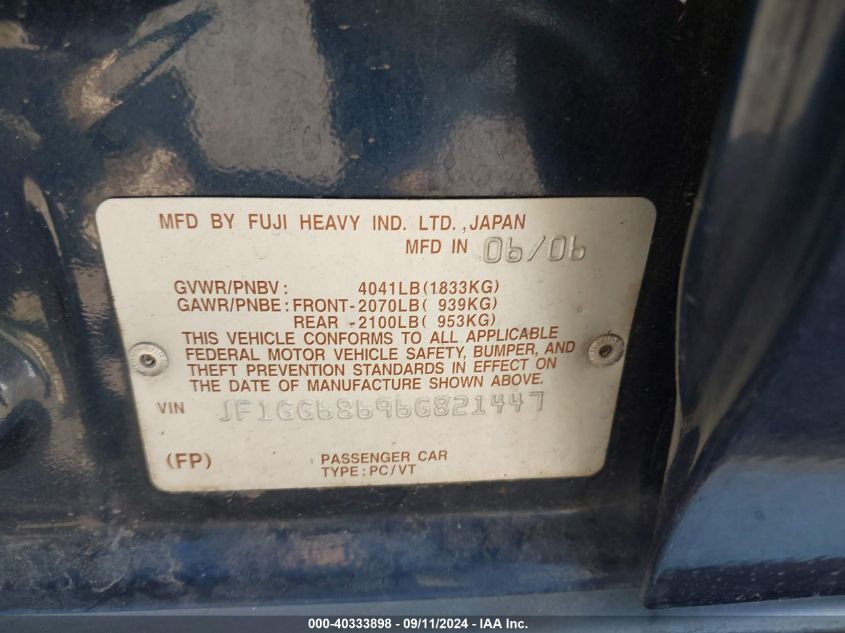 MFD BY FUJI HEAVY IND. LTD.,JAPAN
MFD IN 06/06
GVWR/PNBV: 4041LB(1833KG)
GAWR/PNBE:FRONT-2070LB( 939KG)
REAR -2100LB( 953KG)
THIS VEHICLE CONFORMS TO ALL APPLICABLE
FEDERAL MOTOR VEHICLE SAFETY, BUMPER, AND
THEFT PREVENTION STANDARDS IN EFFECT ON
THE DATE OF MANUFACTURE SHOWN ABOVE.
VIN JF1GG68696G821447
(FP) PASSENGER CAR
TYPE:PC/VT
000-40333898 - 09/11/2024 - IAA Inc.